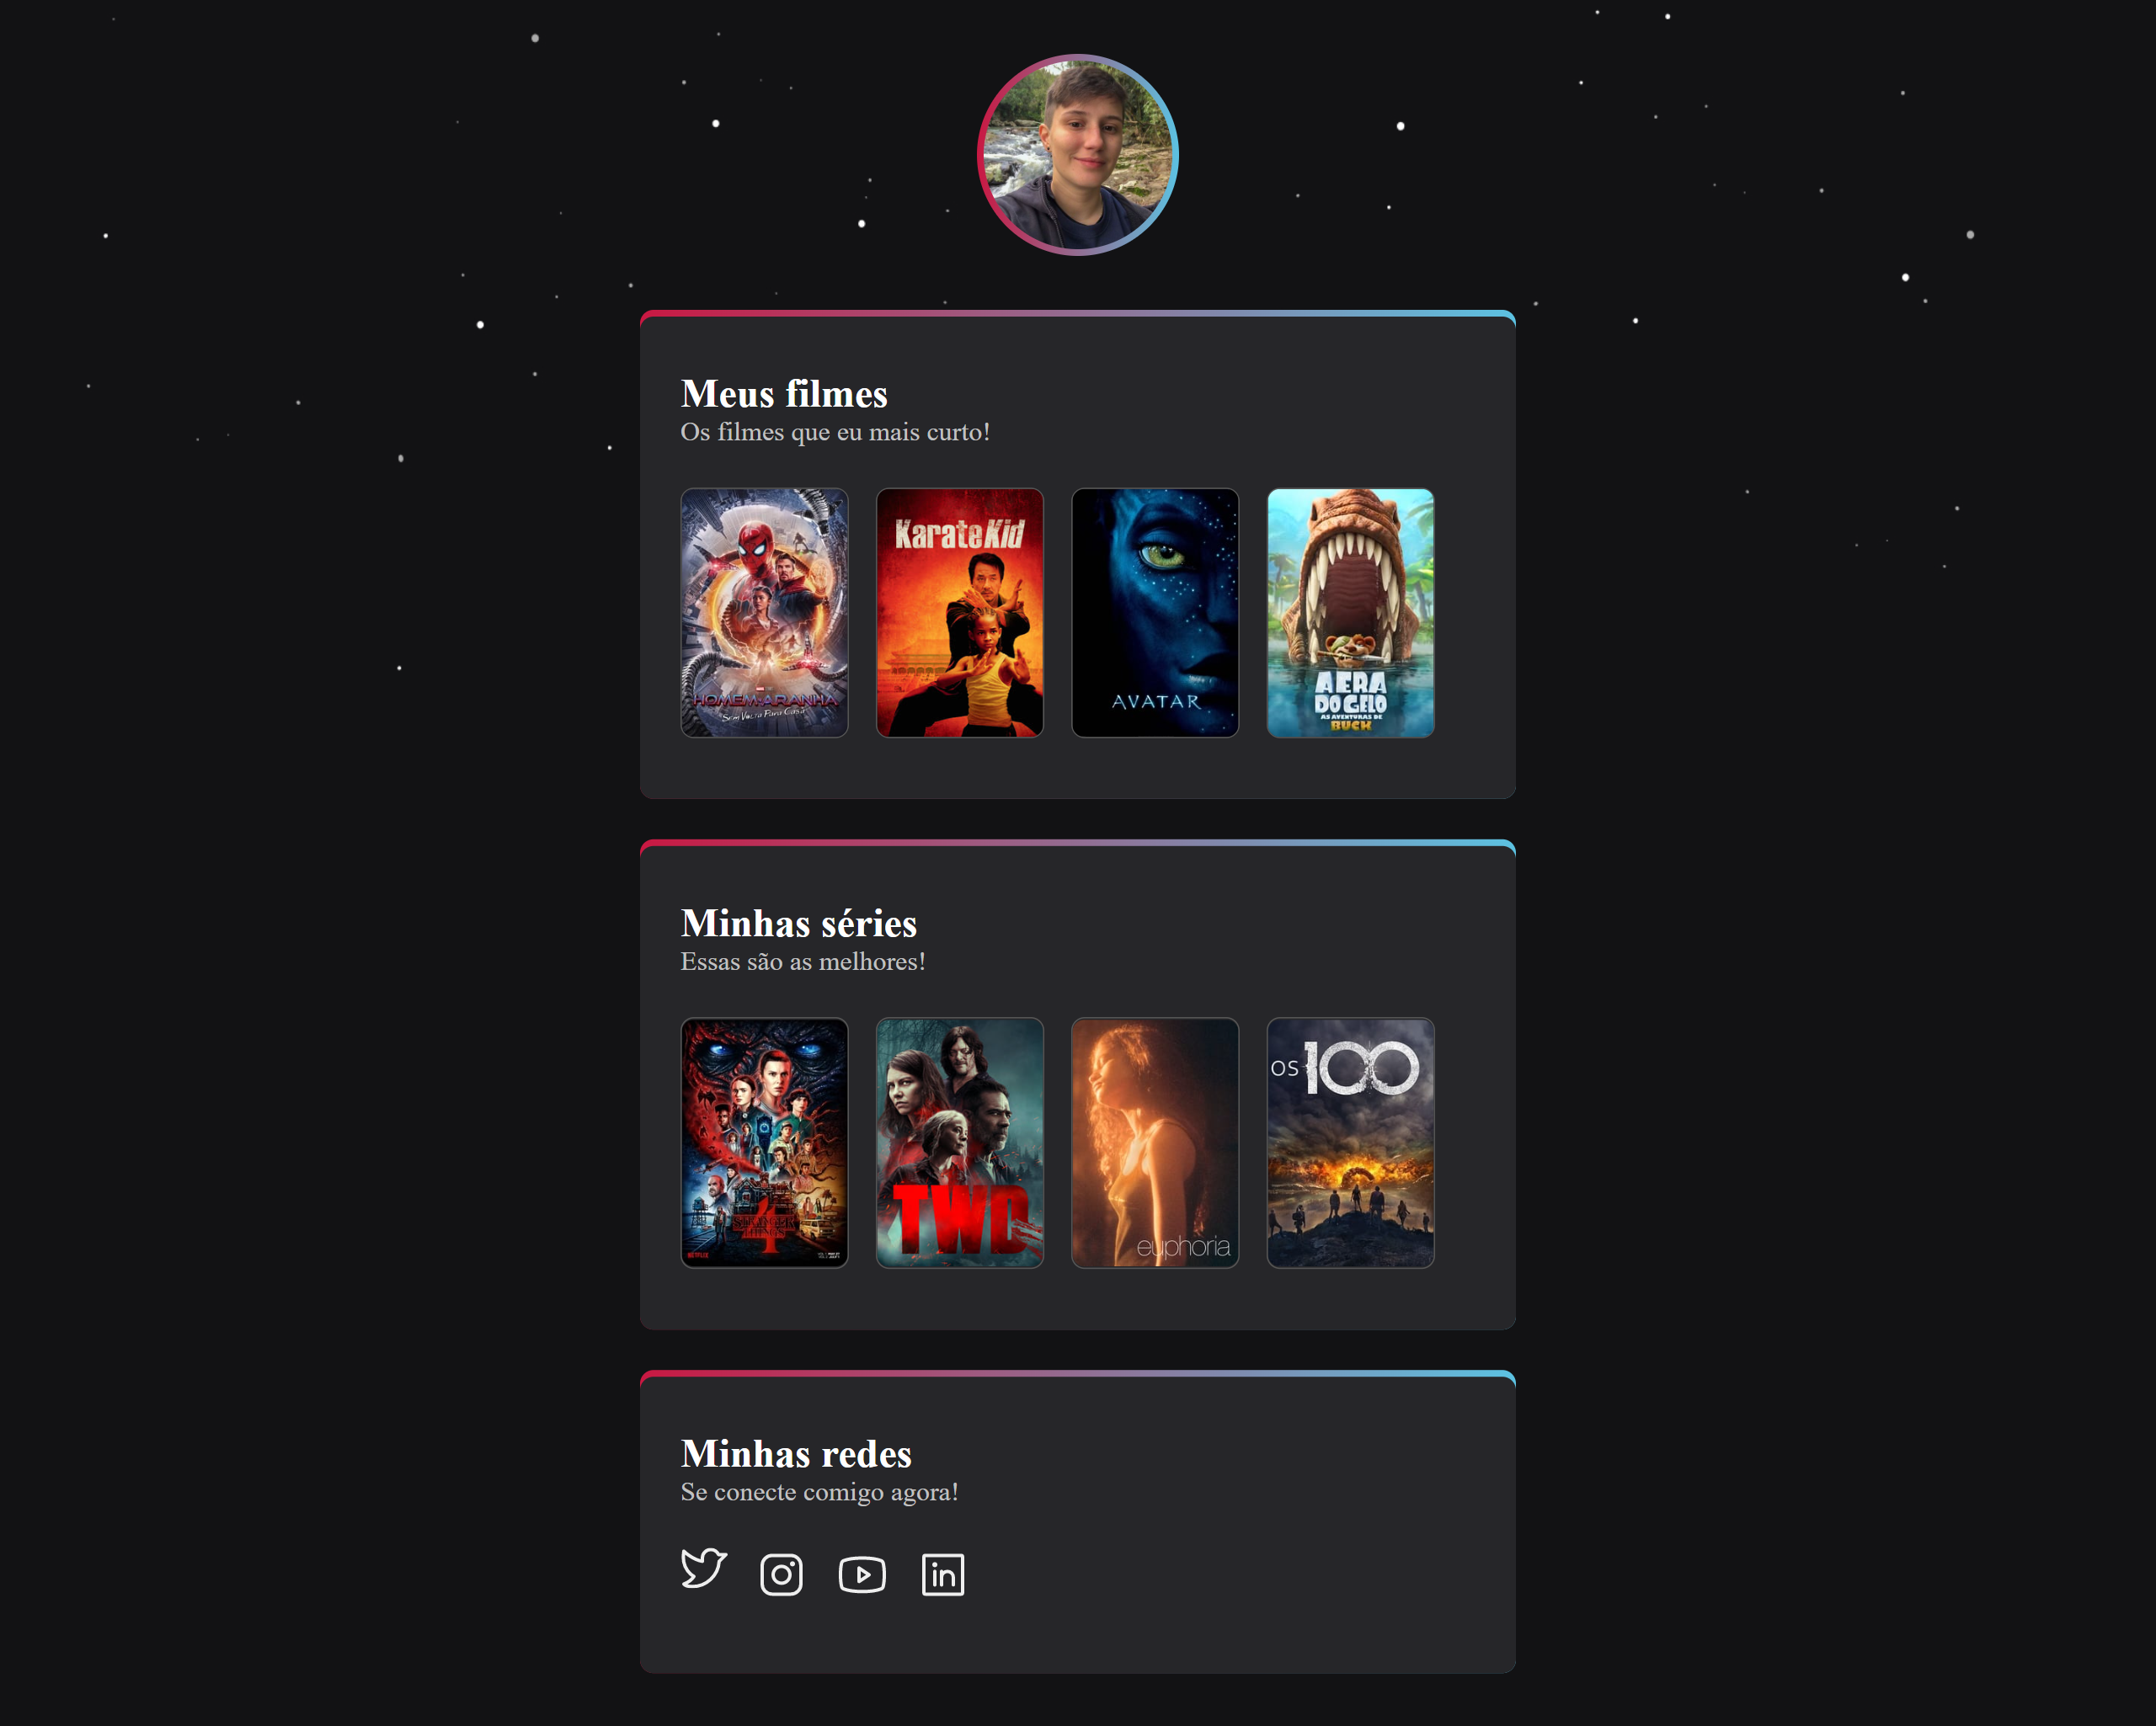 Meus filmes
Os filmes que eu mais curto!
HOMEM-ARANHA
Sem Volta Para Casa
Karate Kid
AVATAR
A ERA
DO GELO
AS AVENTURAS DE
BUCK
Minhas séries
Essas são as melhores!
STRANGER
THINGS
4
NETFLIX
TWD
euphoria
OS 100
Minhas redes
Se conecte comigo agora!
in